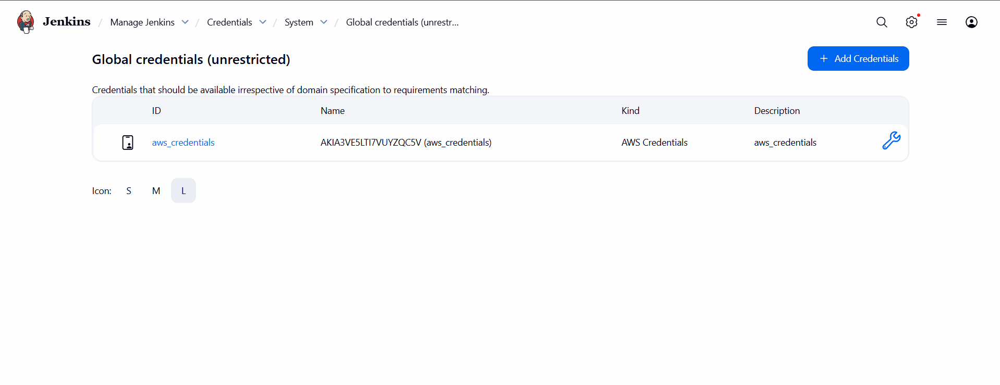 Jenkins / Manage Jenkins / Credentials / System / Global credentials (unrestr...
Global credentials (unrestricted)
+ Add Credentials
Credentials that should be available irrespective of domain specification to requirements matching.
ID Name Kind Description
aws_credentials AKIA3VE5LTI7VUYZQC5V (aws_credentials) AWS Credentials aws_credentials
Icon: S M L